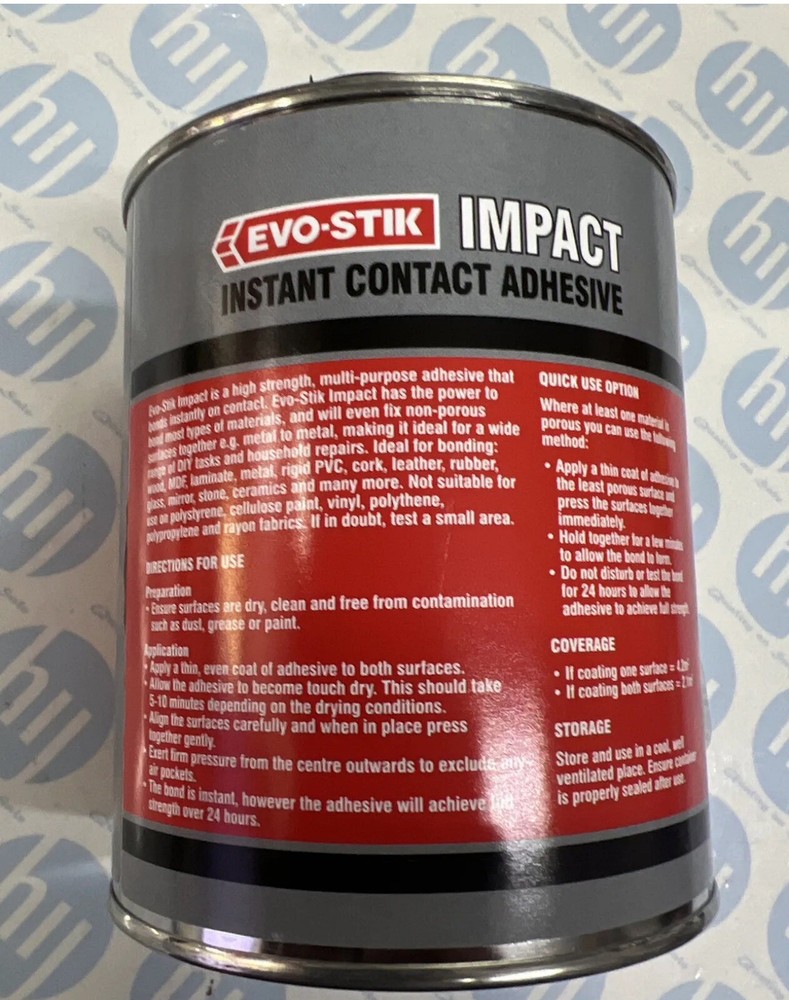 EVO-STIK IMPACT
INSTANT CONTACT ADHESIVE
Evo-Stik Impact is a high strength, multi-purpose adhesive that
bonds instantly on contact. Evo-Stik Impact has the power to
bond most types of materials, and will even fix non-porous
surfaces together e.g. metal to metal, making it ideal for a wide
range of DIY tasks and household repairs. Ideal for bonding:
wood, MDF, laminate, metal, rigid PVC, cork, leather, rubber,
glass, mirror, stone, ceramics and many more. Not suitable for
use on polystyrene, cellulose paint, vinyl, polythene,
polypropylene and rayon fabrics. If in doubt, test a small area.
DIRECTIONS FOR USE
Preparation
• Ensure surfaces are dry, clean and free from contamination
such as dust, grease or paint.
Application
• Apply a thin, even coat of adhesive to both surfaces.
• Allow the adhesive to become touch dry. This should take
5-10 minutes depending on the drying conditions.
• Align the surfaces carefully and when in place press
together gently.
• Exert firm pressure from the centre outwards to exclude any
air pockets.
• The bond is instant, however the adhesive will achieve full
strength over 24 hours.
QUICK USE OPTION
Where at least one material is
porous you can use the following
method:
• Apply a thin coat of adhesive to
the least porous surface and
press the surfaces together
immediately.
• Hold together for a few minutes
to allow the bond to form.
• Do not disturb or test the bond
for 24 hours to allow the
adhesive to achieve full strength.
COVERAGE
• If coating one surface = 4.2m²
• If coating both surfaces = 2.1m²
STORAGE
Store and use in a cool, well
ventilated place. Ensure container
is properly sealed after use.